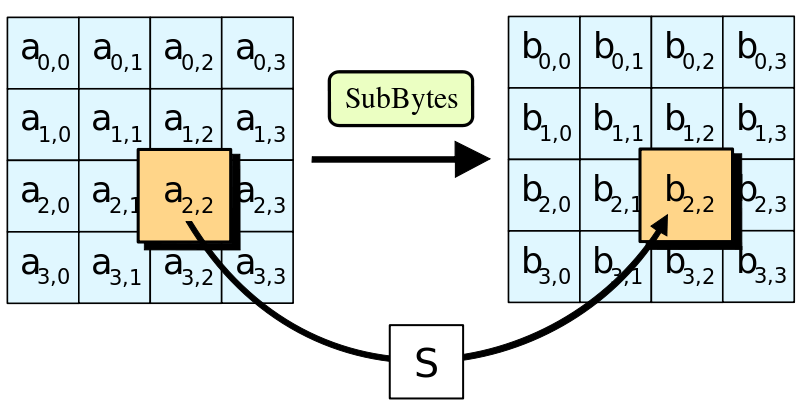 a0,0 a0,1 a0,2 a0,3
a1,0 a1,1 a1,2 a1,3
a2,0 a2,1 a2,2 a2,3
a3,0 a3,1 a3,2 a3,3
SubBytes
b0,0 b0,1 b0,2 b0,3
b1,0 b1,1 b1,2 b1,3
b2,0 b2,1 b2,2 b2,3
b3,0 b3,1 b3,2 b3,3
S